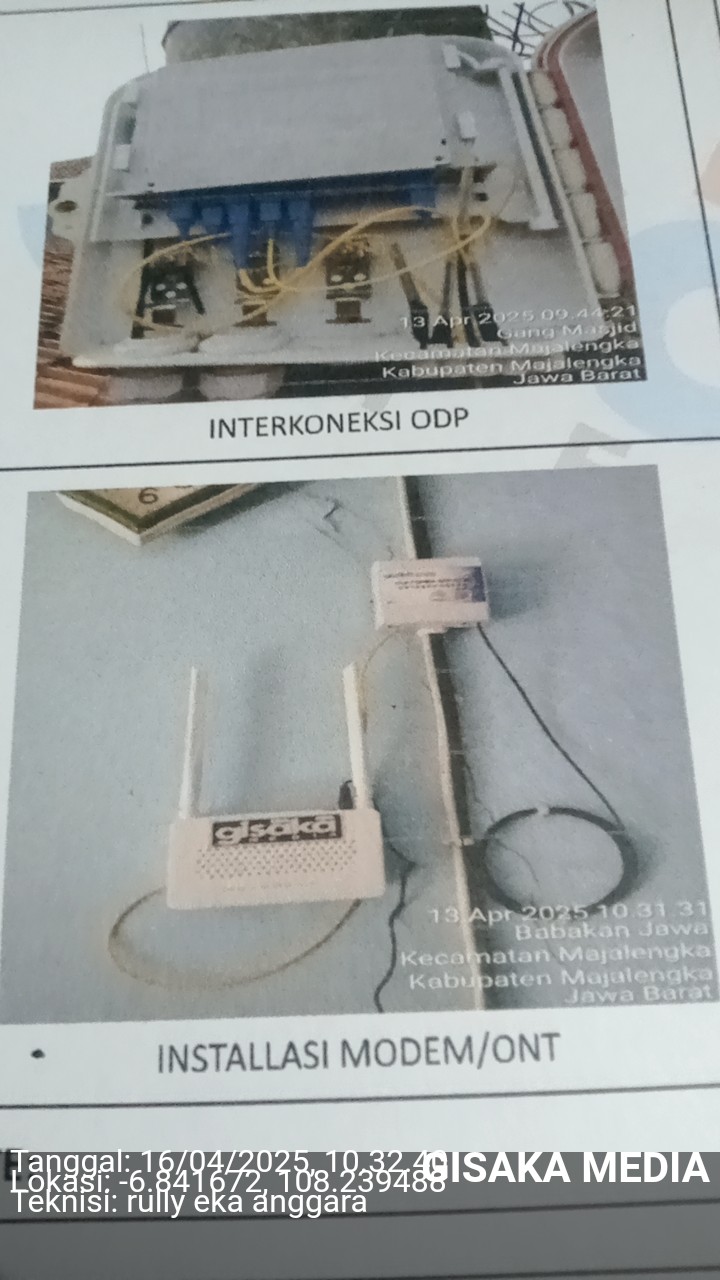 13 Apr 2025 09.44:21
Gang Masjid
Kecamatan Majalengka
Kabupaten Majalengka
Jawa Barat
INTERKONEKSI ODP
6
gisaka
13 Apr 2025 10.31.31
Babakan Jawa
Kecamatan Majalengka
Kabupaten Majalengka
Jawa Barat
• INSTALLASI MODEM/ONT
Tanggal: 16/04/2025, 10.32.
GISAKA MEDIA
Lokasi: -6.841672, 108.239488
Teknisi: rully eka anggara